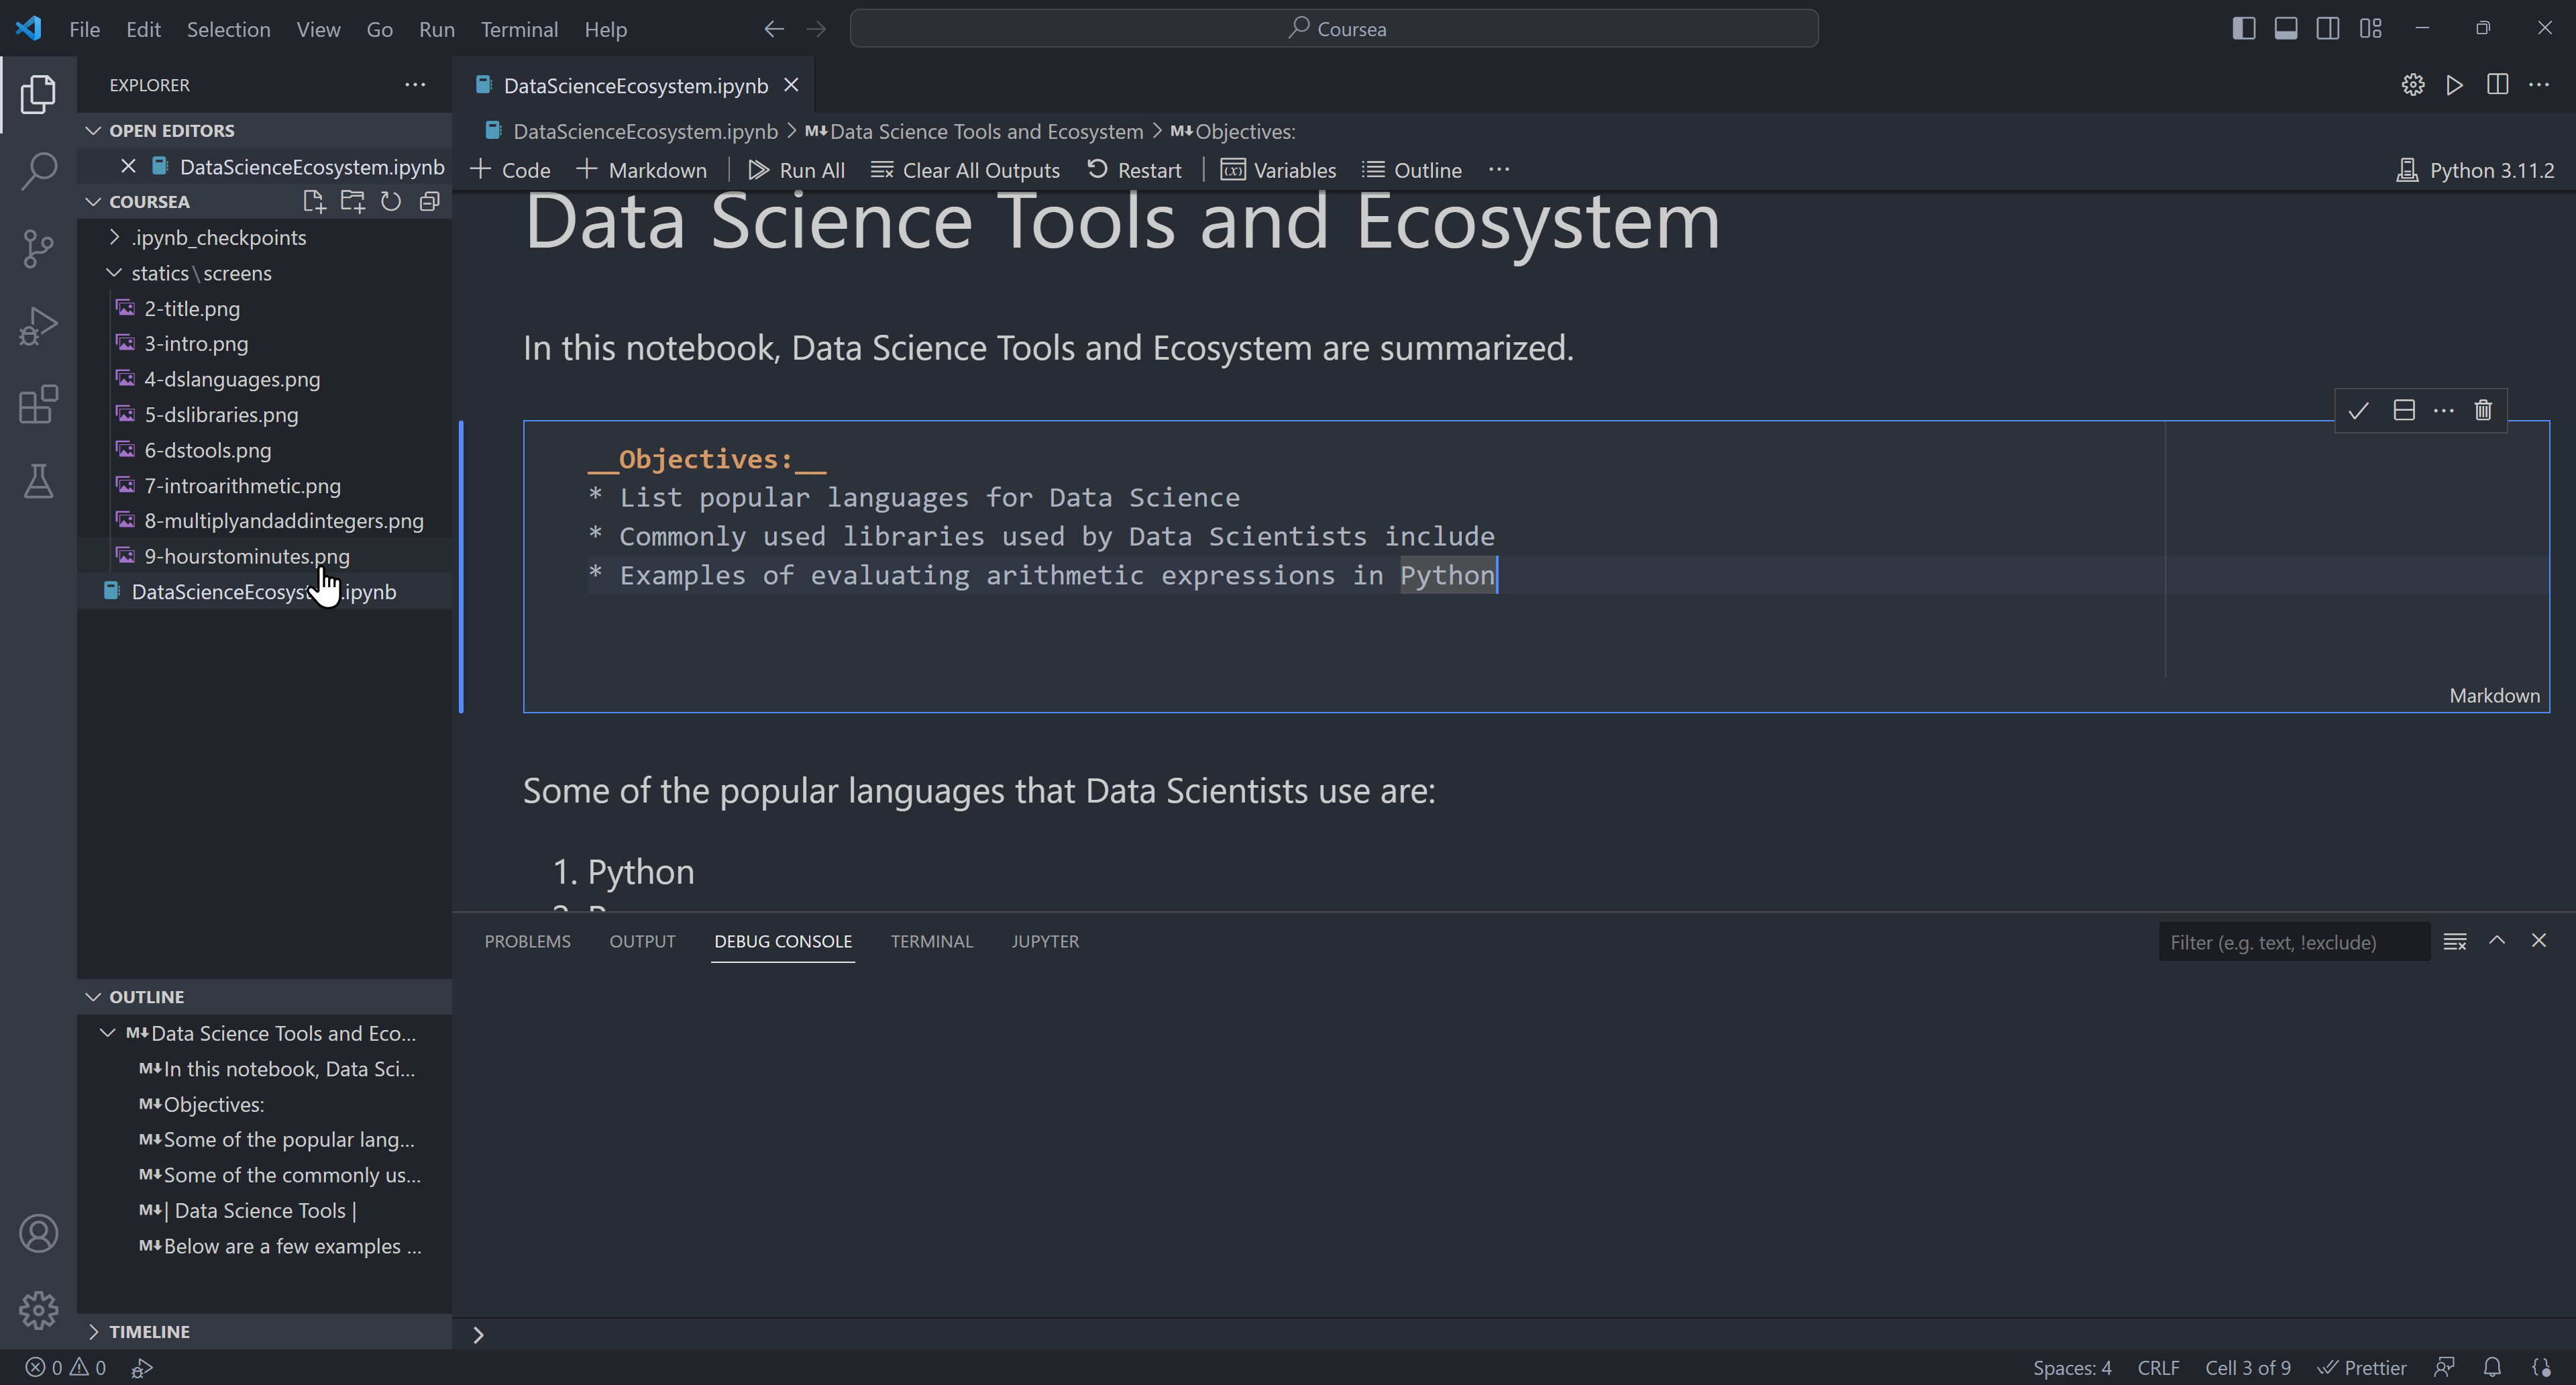 File Edit Selection View Go Run Terminal Help
Coursea
EXPLORER
OPEN EDITORS
DataScienceEcosystem.ipynb
COURSEA
.ipynb_checkpoints
statics\screens
2-title.png
3-intro.png
4-dslanguages.png
5-dslibraries.png
6-dstools.png
7-introarithmetic.png
8-multiplyandaddintegers.png
9-hourstominutes.png
OUTLINE
M↓Data Science Tools and Eco...
M↓In this notebook, Data Sci...
M↓Objectives:
M↓Some of the popular lang...
M↓Some of the commonly us...
M↓| Data Science Tools |
M↓Below are a few examples ...
TIMELINE
DataScienceEcosystem.ipynb
DataScienceEcosystem.ipynb > M↓Data Science Tools and Ecosystem > M↓Objectives:
+ Code + Markdown | Run All Clear All Outputs Restart | Variables Outline ... Python 3.11.2
Data Science Tools and Ecosystem
In this notebook, Data Science Tools and Ecosystem are summarized.
__Objectives:__
* List popular languages for Data Science
* Commonly used libraries used by Data Scientists include
* Examples of evaluating arithmetic expressions in Python
Markdown
Some of the popular languages that Data Scientists use are:
1. Python
PROBLEMS OUTPUT DEBUG CONSOLE TERMINAL JUPYTER
Filter (e.g. text, !exclude)
0 0 Spaces: 4 CRLF Cell 3 of 9 Prettier